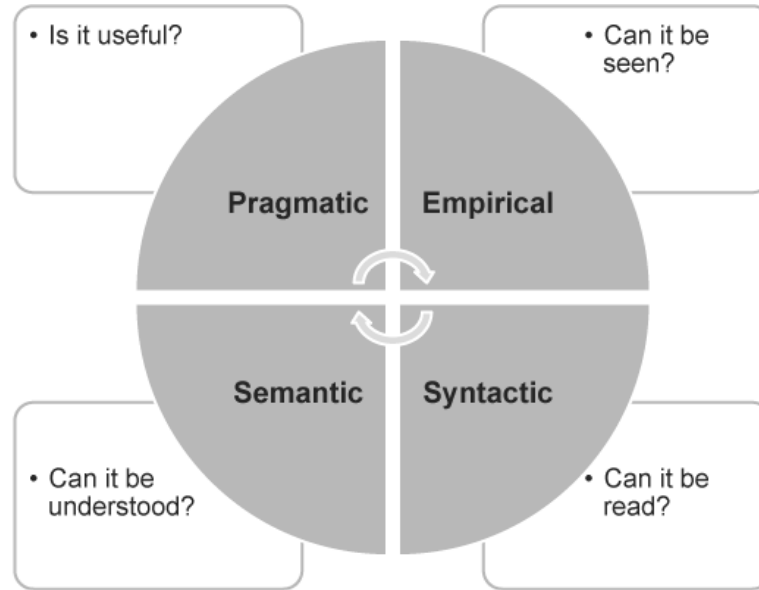 • Is it useful?
• Can it be
seen?
Pragmatic
Empirical
Semantic
Syntactic
• Can it be
understood?
• Can it be
read?